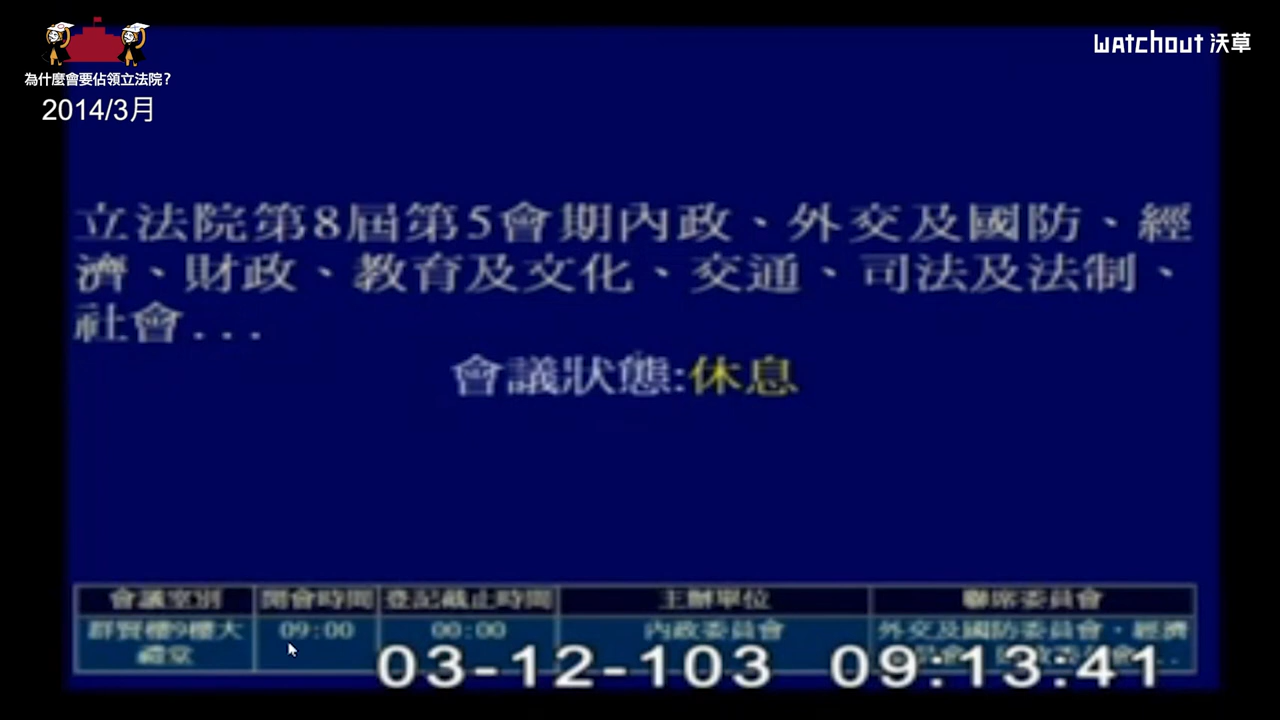 為什麼會要佔領立法院?
2014/3月
watchout 沃草
立法院第8屆第5會期內政、外交及國防、經
濟、財政、教育及文化、交通、司法及法制、
社會...
會議狀態:休息
會議室別 開會時間 登記截止時間 主辦單位 聯席委員會
群賢樓9樓大 09:00 00:00 內政委員會 外交及國防委員會,經濟
禮堂
03-12-103 09:13:41